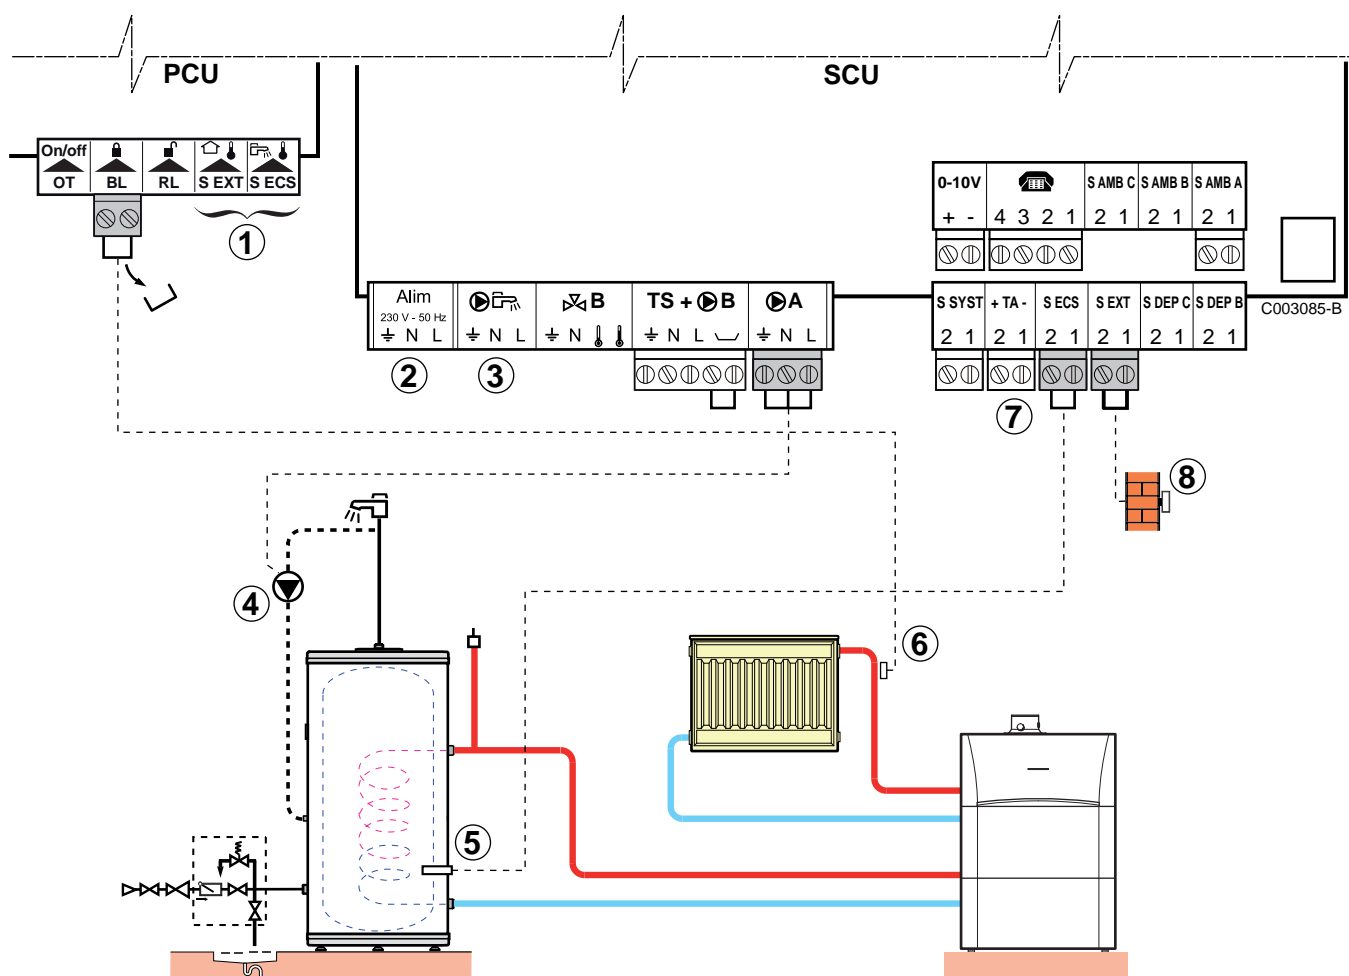 PCU
SCU
On/off
OT BL RL S EXT S ECS
1
0-10V S AMB C S AMB B S AMB A
+ - 4 3 2 1 2 1 2 1 2 1
C003085-B
Alim
230 V - 50 Hz
N L
N L
B
N
TS + B
N L
A
N L
S SYST + TA - S ECS S EXT S DEP C S DEP B
2 1 2 1 2 1 2 1 2 1 2 1
2
3
7
8
4
6
5